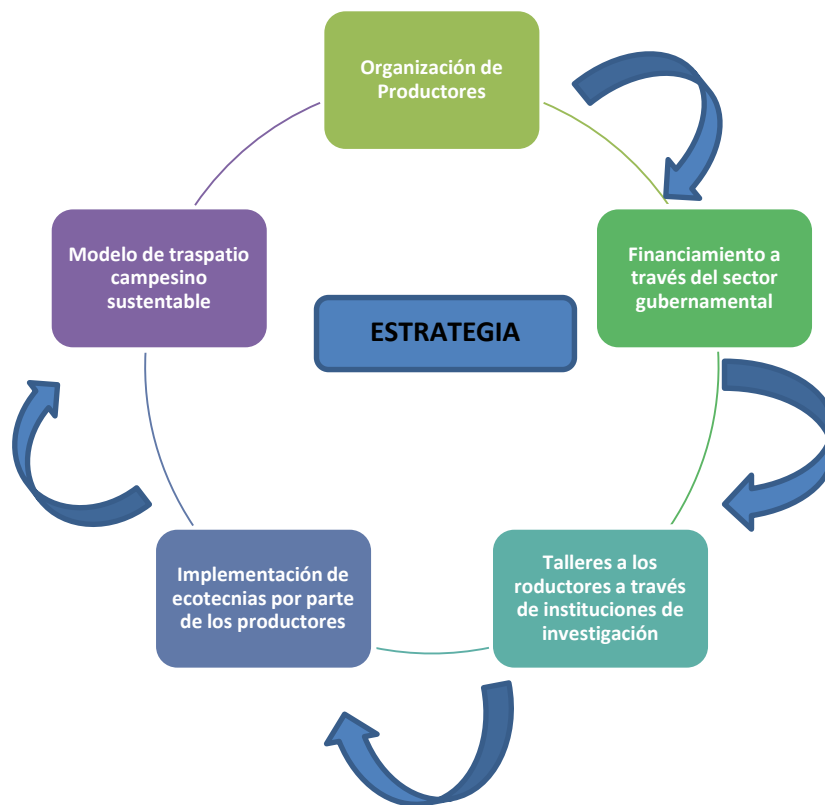 Organización de
Productores
Financiamiento a
través del sector
gubernamental
Talleres a los
roductores a través
de instituciones de
investigación
Implementación de
ecotecnias por parte
de los productores
Modelo de traspatio
campesino
sustentable
ESTRATEGIA